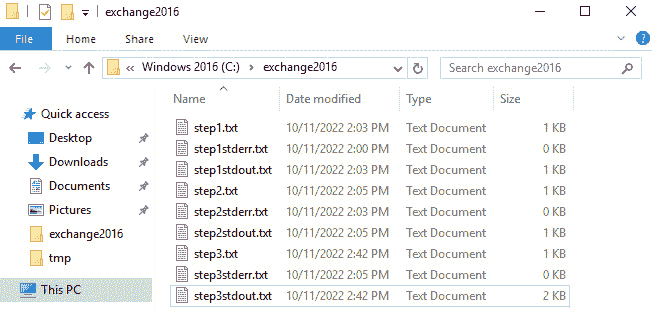 exchange2016
File Home Share View
« Windows 2016 (C:) > exchange2016
Search exchange2016
Quick access
Desktop
Downloads
Documents
Pictures
exchange2016
tmp
This PC
Name Date modified Type Size
step1.txt 10/11/2022 2:03 PM Text Document 1 KB
step1stderr.txt 10/11/2022 2:00 PM Text Document 0 KB
step1stdout.txt 10/11/2022 2:03 PM Text Document 1 KB
step2.txt 10/11/2022 2:05 PM Text Document 1 KB
step2stderr.txt 10/11/2022 2:03 PM Text Document 0 KB
step2stdout.txt 10/11/2022 2:05 PM Text Document 1 KB
step3.txt 10/11/2022 2:42 PM Text Document 1 KB
step3stderr.txt 10/11/2022 2:05 PM Text Document 0 KB
step3stdout.txt 10/11/2022 2:42 PM Text Document 2 KB